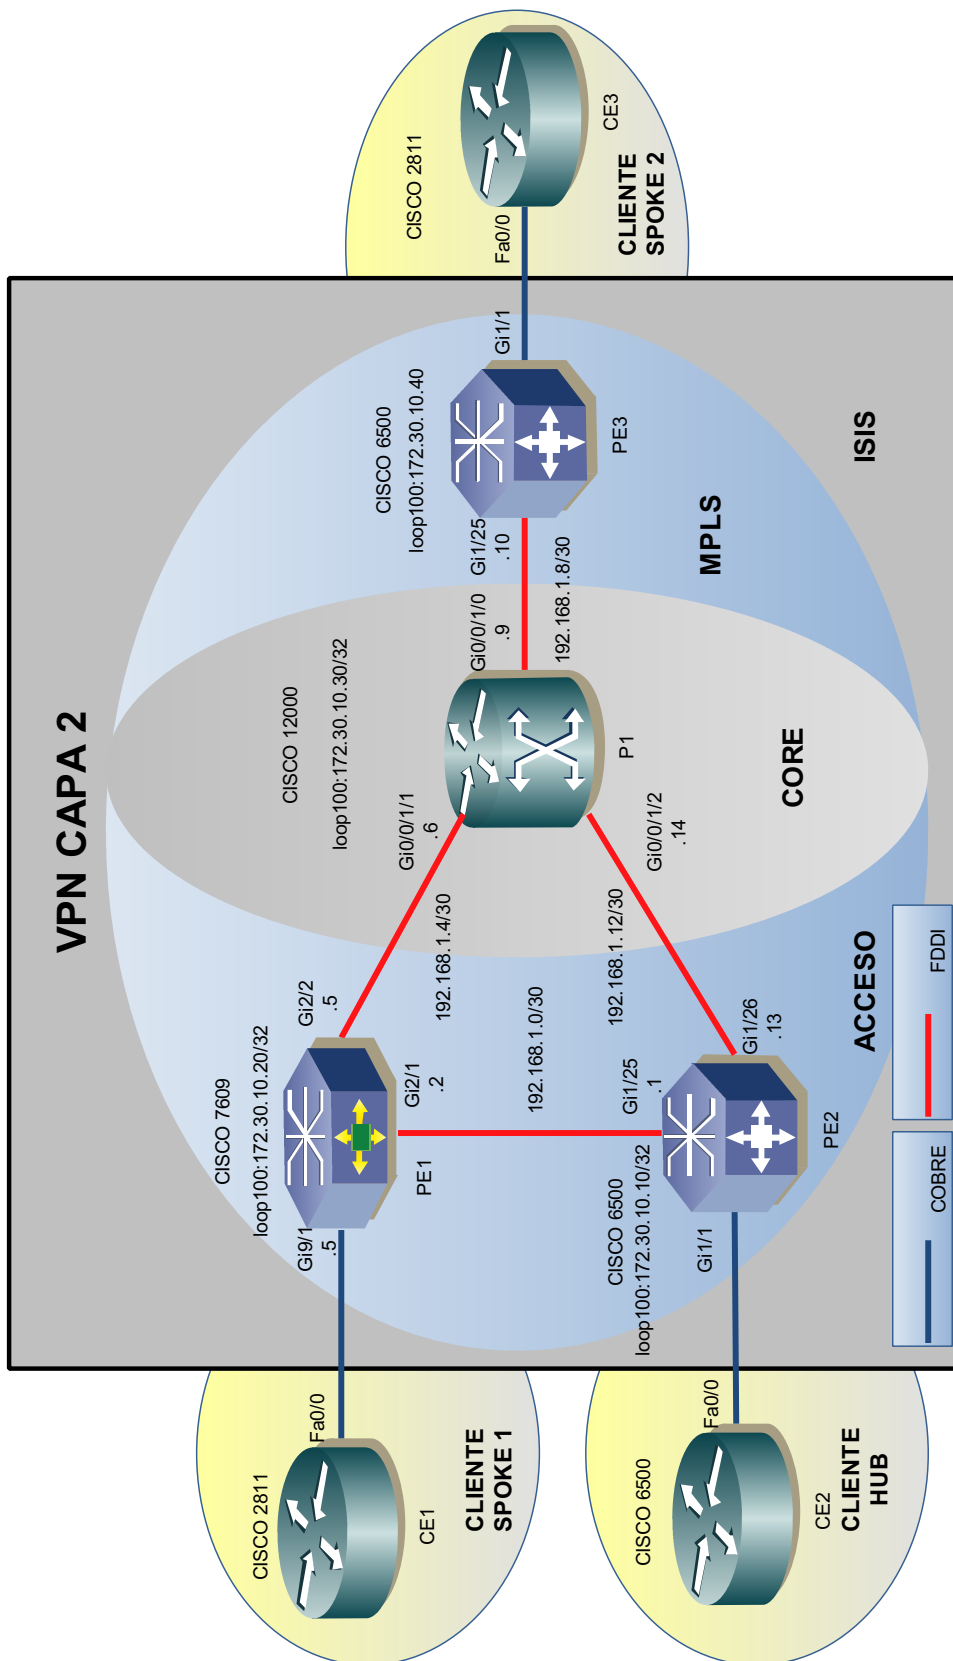 VPN CAPA 2
CISCO 2811
Fa0/0
CE1
CLIENTE
SPOKE 1
CISCO 7609
loop100:172.30.10.20/32
Gi9/1
.5
PE1
Gi2/2
.5
Gi2/1
.2
192.168.1.4/30
192.168.1.0/30
CISCO 12000
loop100:172.30.10.30/32
Gi0/0/1/1
.6
Gi0/0/1/0
.9
P1
Gi0/0/1/2
.14
192.168.1.8/30
192.168.1.12/30
CISCO 6500
loop100:172.30.10.40
Gi1/25
.10
Gi1/1
PE3
CISCO 2811
Fa0/0
CE3
CLIENTE
SPOKE 2
CISCO 6500
Fa0/0
CE2
CLIENTE
HUB
CISCO 6500
loop100:172.30.10.10/32
Gi1/1
Gi1/25
.1
Gi1/26
.13
PE2
MPLS
CORE
ACCESO
ISIS
COBRE
FDDI